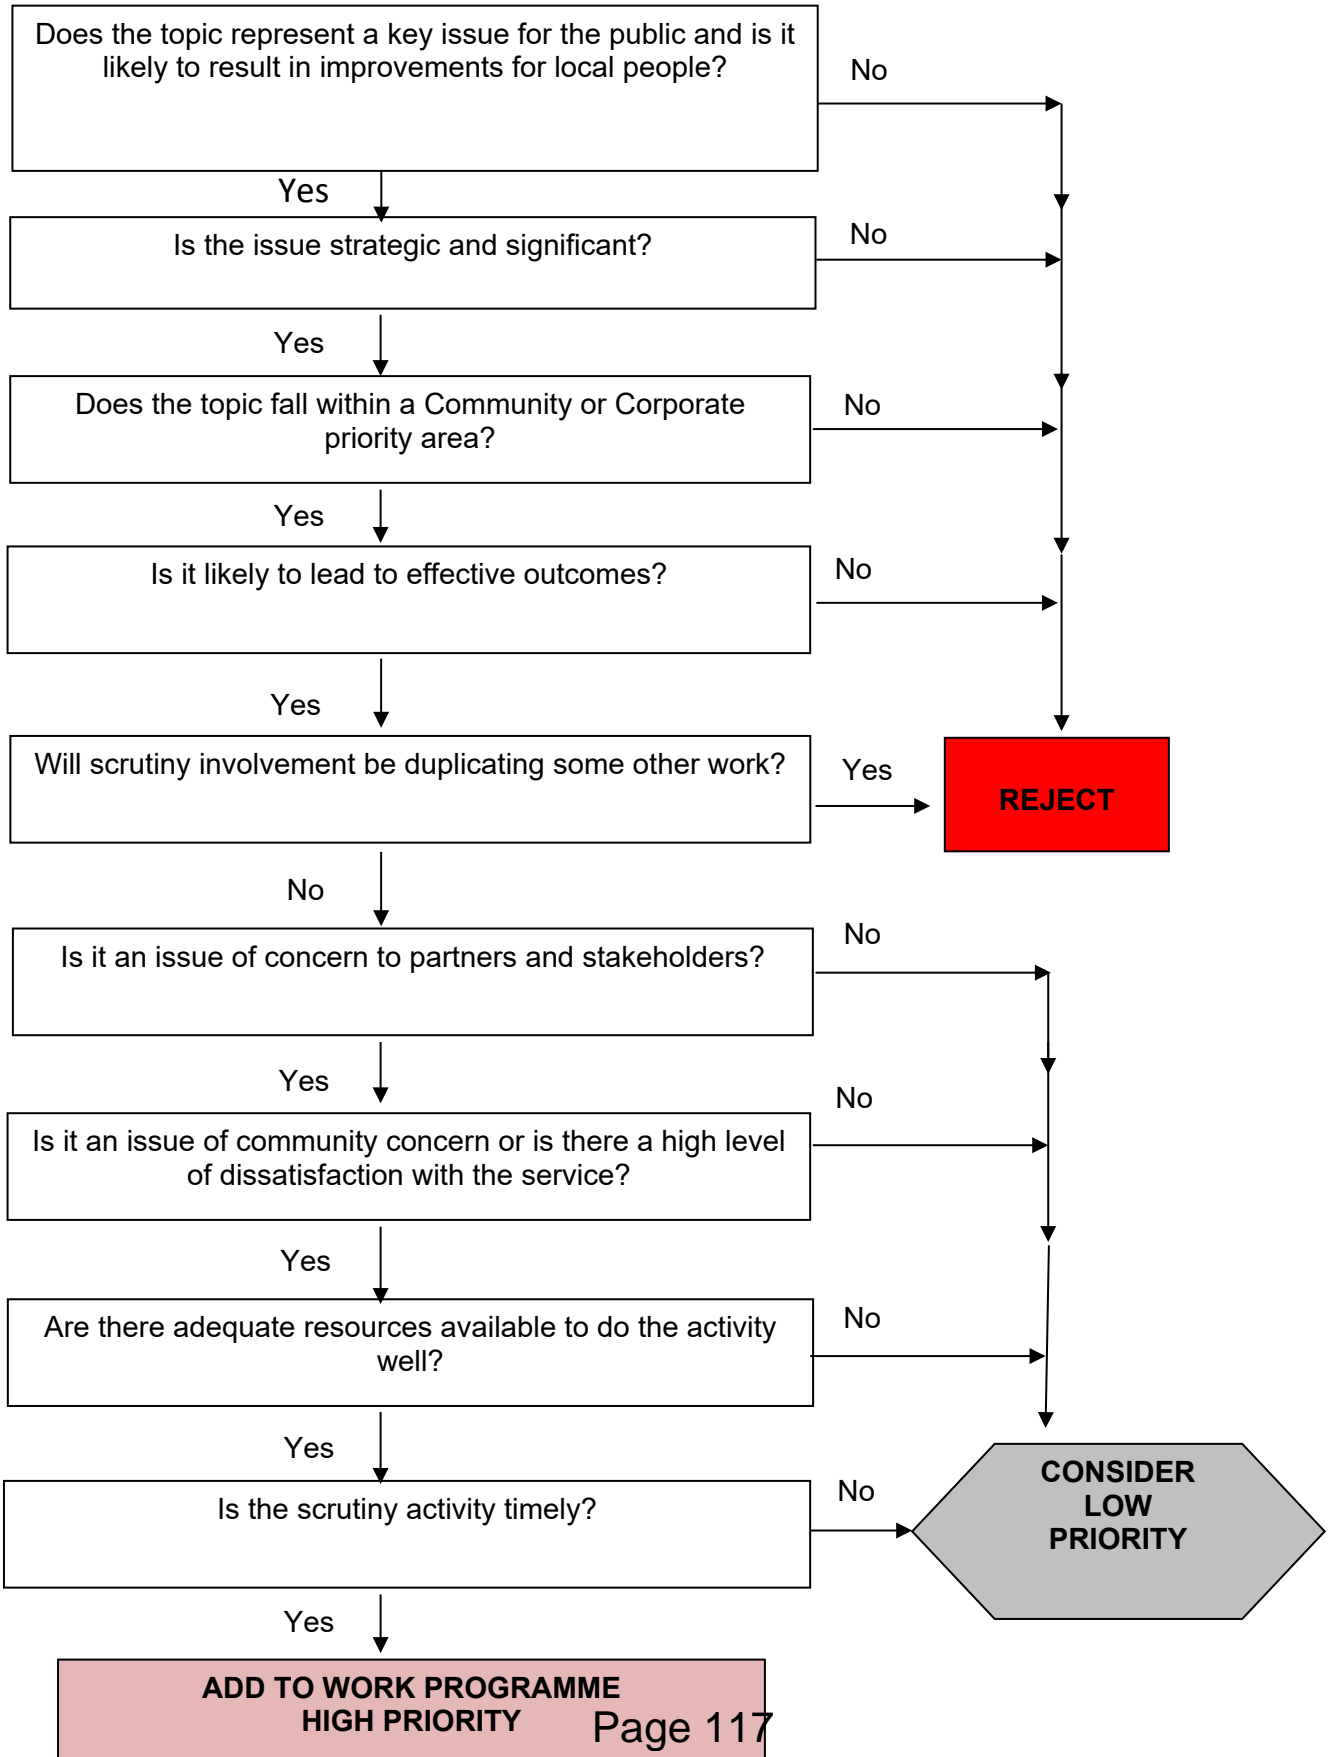 Does the topic represent a key issue for the public and is it
likely to result in improvements for local people?
No
Yes
Is the issue strategic and significant?
No
Yes
Does the topic fall within a Community or Corporate
priority area?
No
Yes
Is it likely to lead to effective outcomes?
No
Yes
Will scrutiny involvement be duplicating some other work?
Yes
REJECT
No
Is it an issue of concern to partners and stakeholders?
No
Yes
Is it an issue of community concern or is there a high level
of dissatisfaction with the service?
No
Yes
Are there adequate resources available to do the activity
well?
No
Yes
Is the scrutiny activity timely?
No
CONSIDER
LOW
PRIORITY
Yes
ADD TO WORK PROGRAMME
HIGH PRIORITY
Page 117